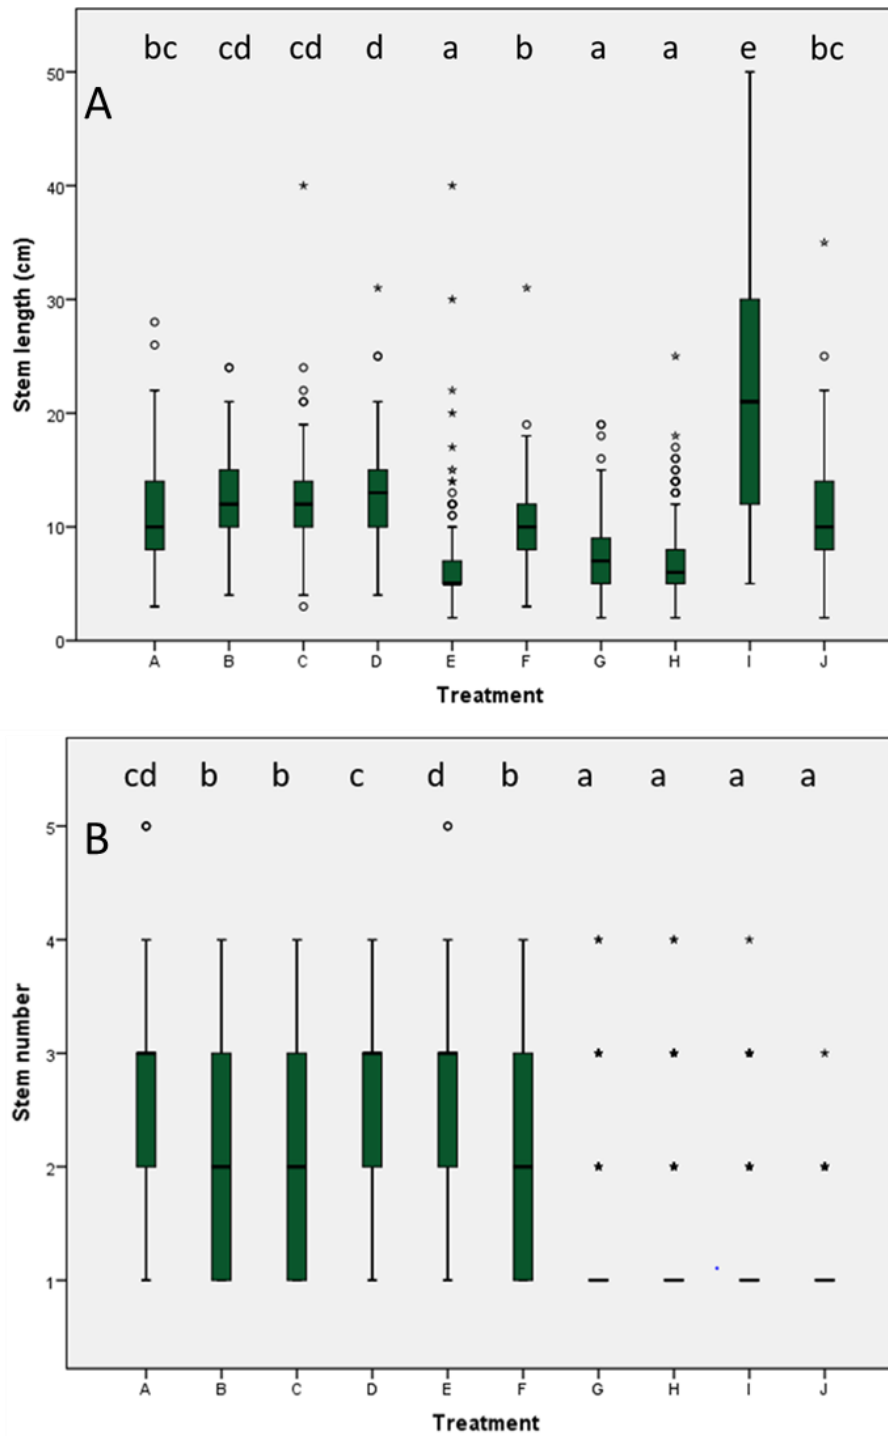 bc cd cd d a b a a e bc
A
50
40
30
20
10
0
Stem length (cm)
A B C D E F G H I J
Treatment
cd b b c d b a a a a
B
5
4
3
2
1
Stem number
A B C D E F G H I J
Treatment